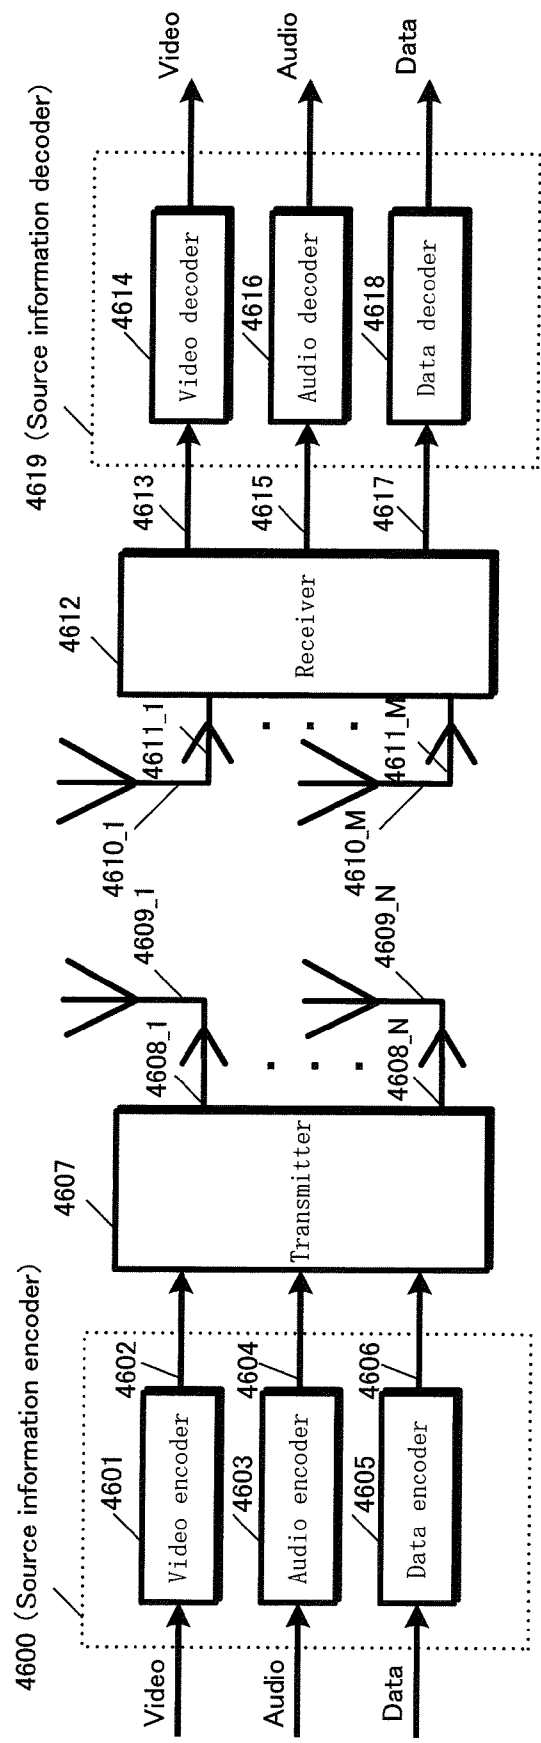 4600 (Source information encoder)
Video
Audio
Data
4601
Video encoder
4602
4603
Audio encoder
4604
4605
Data encoder
4606
4607
Transmitter
4608_1
4609_1
4608_N
4609_N
4610_1
4611_1
4610_M
4611_M
4612
Receiver
4613
4615
4617
4619 (Source information decoder)
4614
Video decoder
4616
Audio decoder
4618
Data decoder
Video
Audio
Data